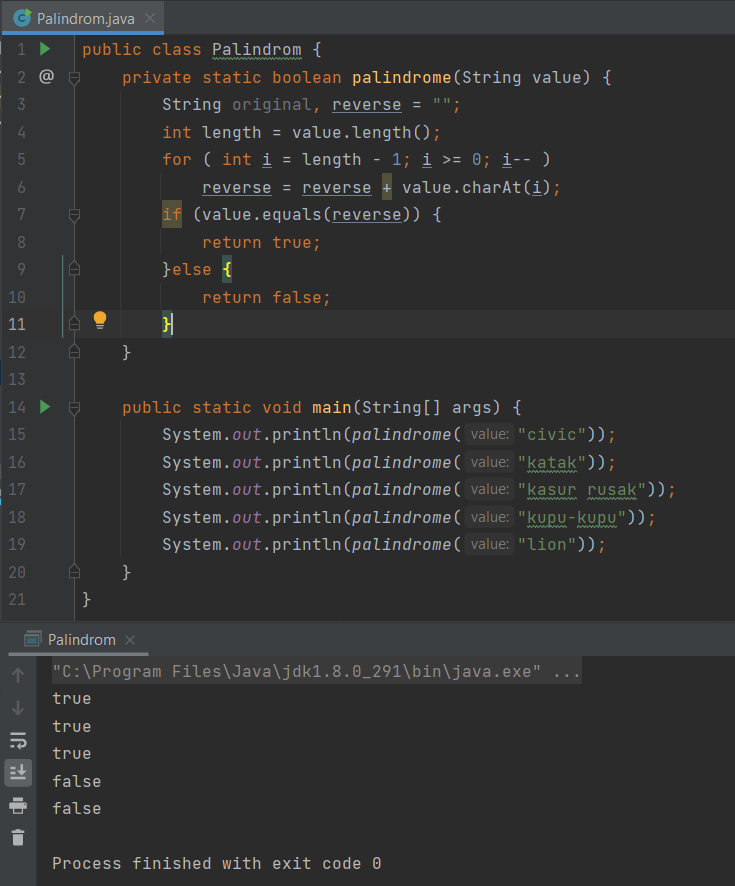 Palindrom.java
1 public class Palindrom {
2 @ private static boolean palindrome(String value) {
3 String original, reverse = "";
4 int length = value.length();
5 for ( int i = length - 1; i >= 0; i-- )
6 reverse = reverse + value.charAt(i);
7 if (value.equals(reverse)) {
8 return true;
9 }else {
10 return false;
11 }
12 }
13
14 public static void main(String[] args) {
15 System.out.println(palindrome( value: "civic"));
16 System.out.println(palindrome( value: "katak"));
17 System.out.println(palindrome( value: "kasur rusak"));
18 System.out.println(palindrome( value: "kupu-kupu"));
19 System.out.println(palindrome( value: "lion"));
20 }
21 }
Palindrom
"C:\Program Files\Java\jdk1.8.0_291\bin\java.exe" ...
true
true
true
false
false
Process finished with exit code 0